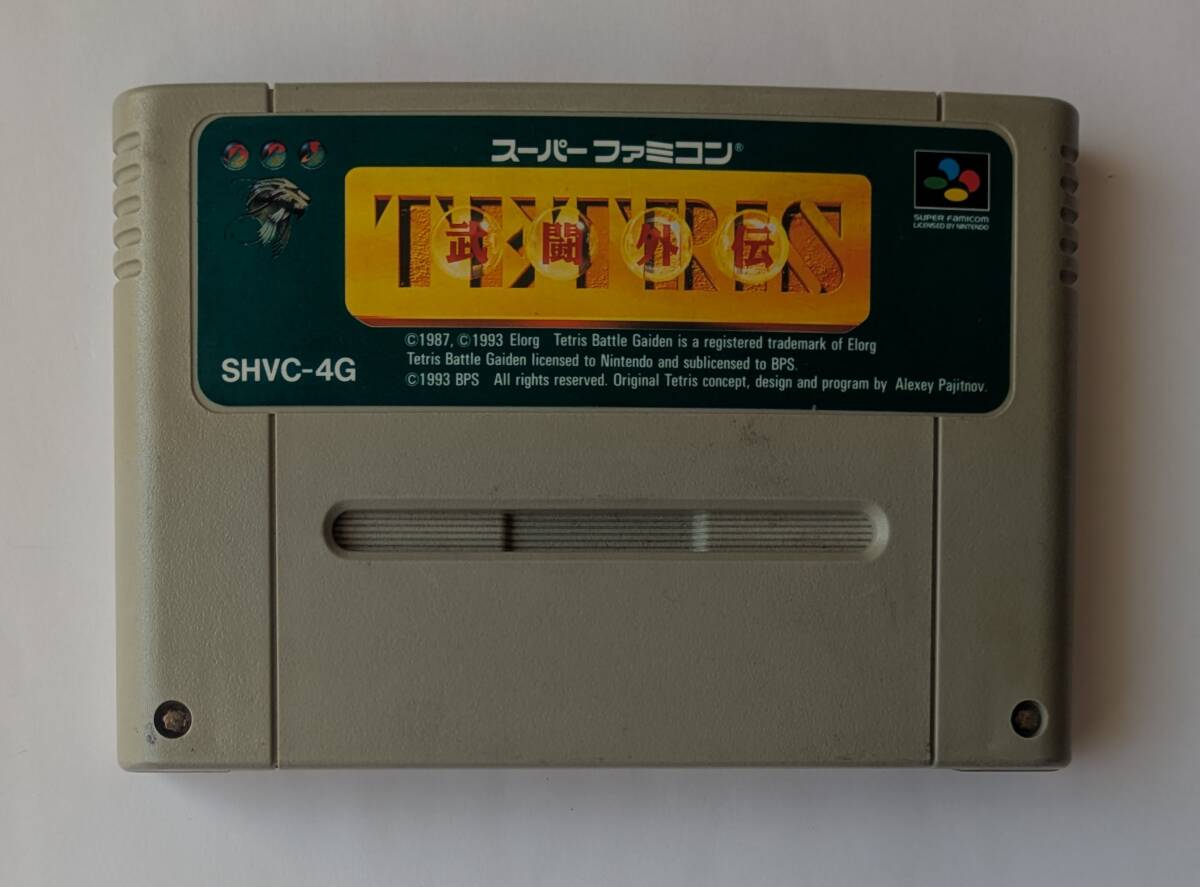 スーパーファミコン®
TETRIS
武闘外伝
SUPER FAMICOM
LICENSED BY NINTENDO
©1987, ©1993 Elorg Tetris Battle Gaiden is a registered trademark of Elorg
Tetris Battle Gaiden licensed to Nintendo and sublicensed to BPS.
SHVC-4G
©1993 BPS All rights reserved. Original Tetris concept, design and program by Alexey Pajitnov.